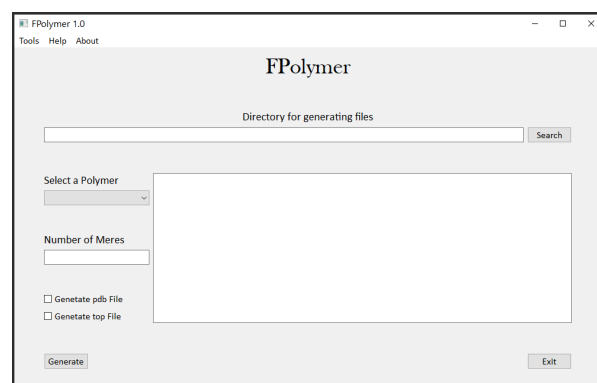 FPolymer 1.0
Tools Help About
FPolymer
Directory for generating files
Search
Select a Polymer
Number of Meres
Genetate pdb File
Genetate top File
Generate
Exit